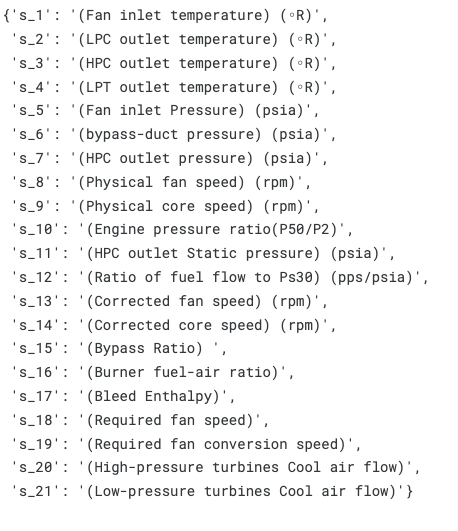 {'s_1': '(Fan inlet temperature) (◦R)',
's_2': '(LPC outlet temperature) (◦R)',
's_3': '(HPC outlet temperature) (◦R)',
's_4': '(LPT outlet temperature) (◦R)',
's_5': '(Fan inlet Pressure) (psia)',
's_6': '(bypass-duct pressure) (psia)',
's_7': '(HPC outlet pressure) (psia)',
's_8': '(Physical fan speed) (rpm)',
's_9': '(Physical core speed) (rpm)',
's_10': '(Engine pressure ratio(P50/P2)',
's_11': '(HPC outlet Static pressure) (psia)',
's_12': '(Ratio of fuel flow to Ps30) (pps/psia)',
's_13': '(Corrected fan speed) (rpm)',
's_14': '(Corrected core speed) (rpm)',
's_15': '(Bypass Ratio) ',
's_16': '(Burner fuel-air ratio)',
's_17': '(Bleed Enthalpy)',
's_18': '(Required fan speed)',
's_19': '(Required fan conversion speed)',
's_20': '(High-pressure turbines Cool air flow)',
's_21': '(Low-pressure turbines Cool air flow)'}